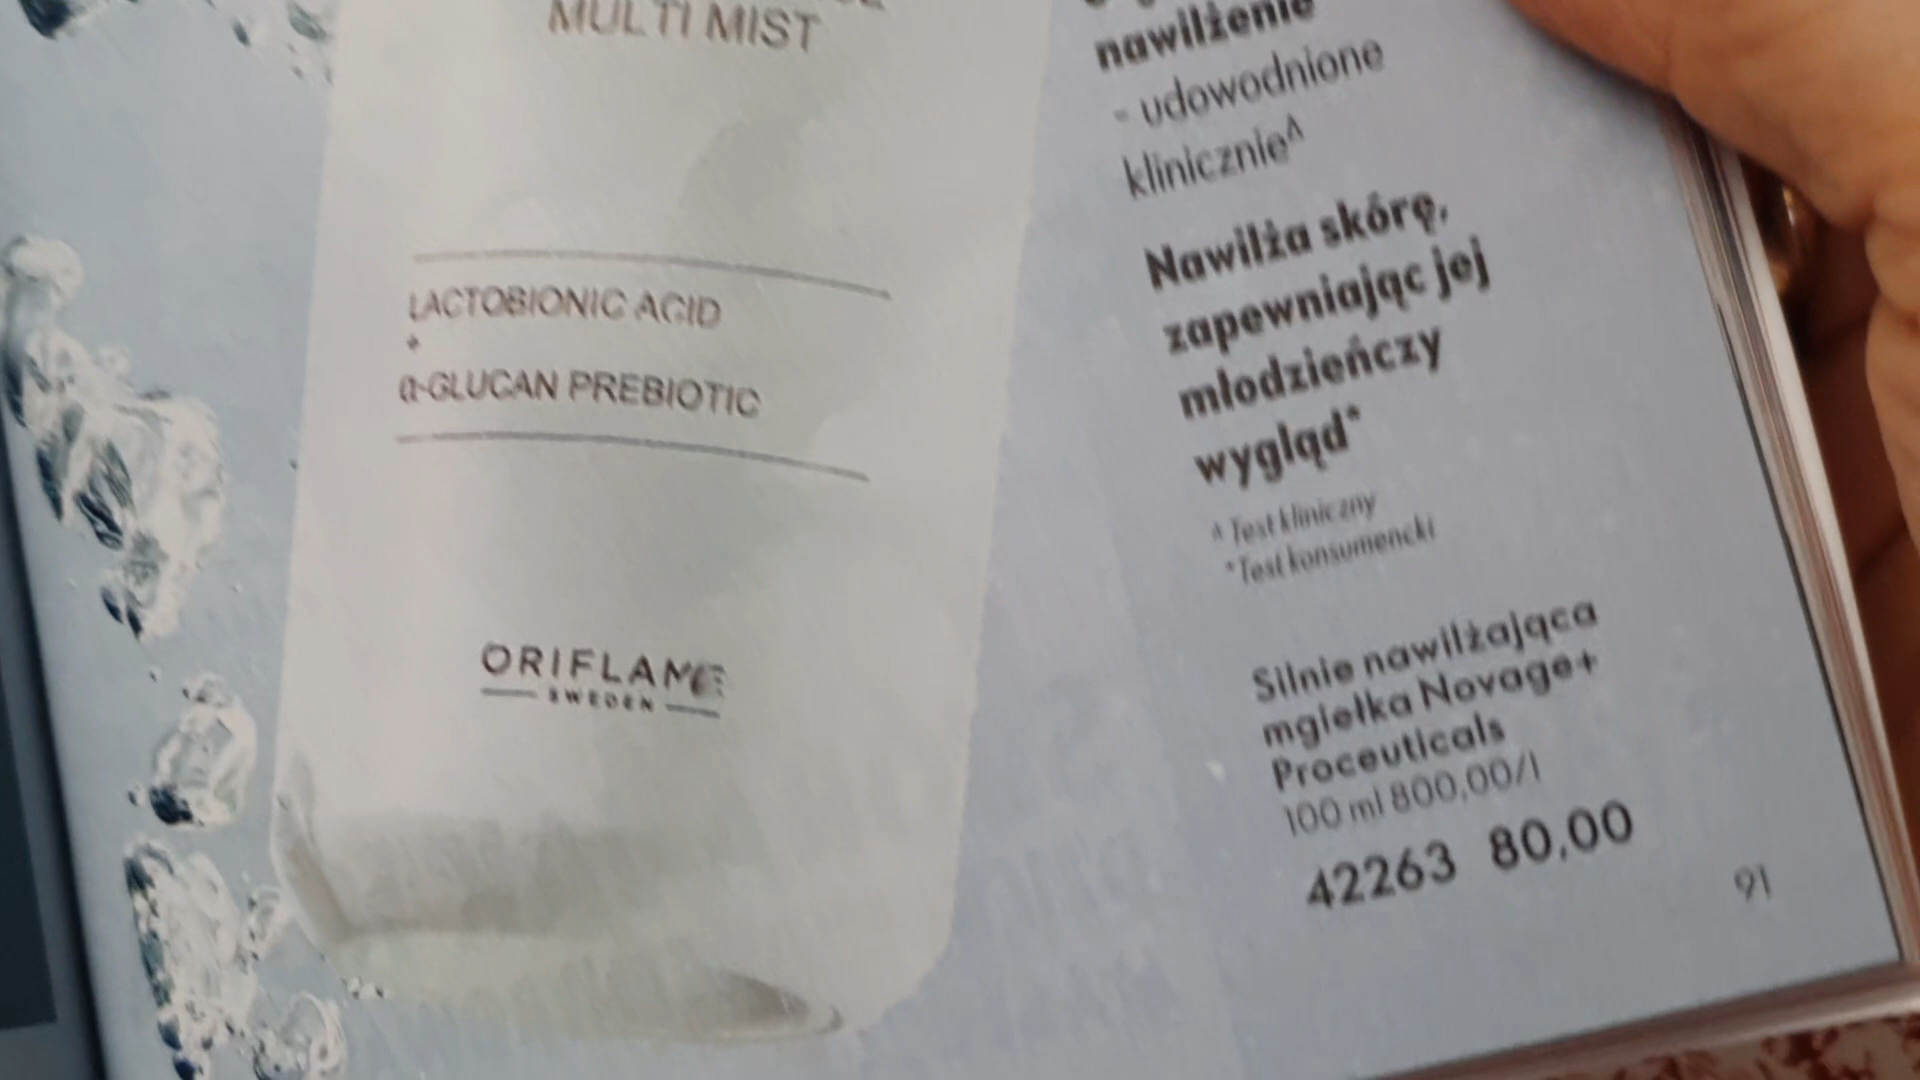 MULTI MIST
LACTOBIONIC ACID
+
α-GLUCAN PREBIOTIC
ORIFLAME
SWEDEN
nawilżenie
- udowodnione
klinicznie^
Nawilża skórę,
zapewniając jej
młodzieńczy
wygląd*
^ Test kliniczny
*Test konsumencki
Silnie nawilżająca
mgiełka Novage+
Proceuticals
100 ml 800,00/l
42263 80,00
91